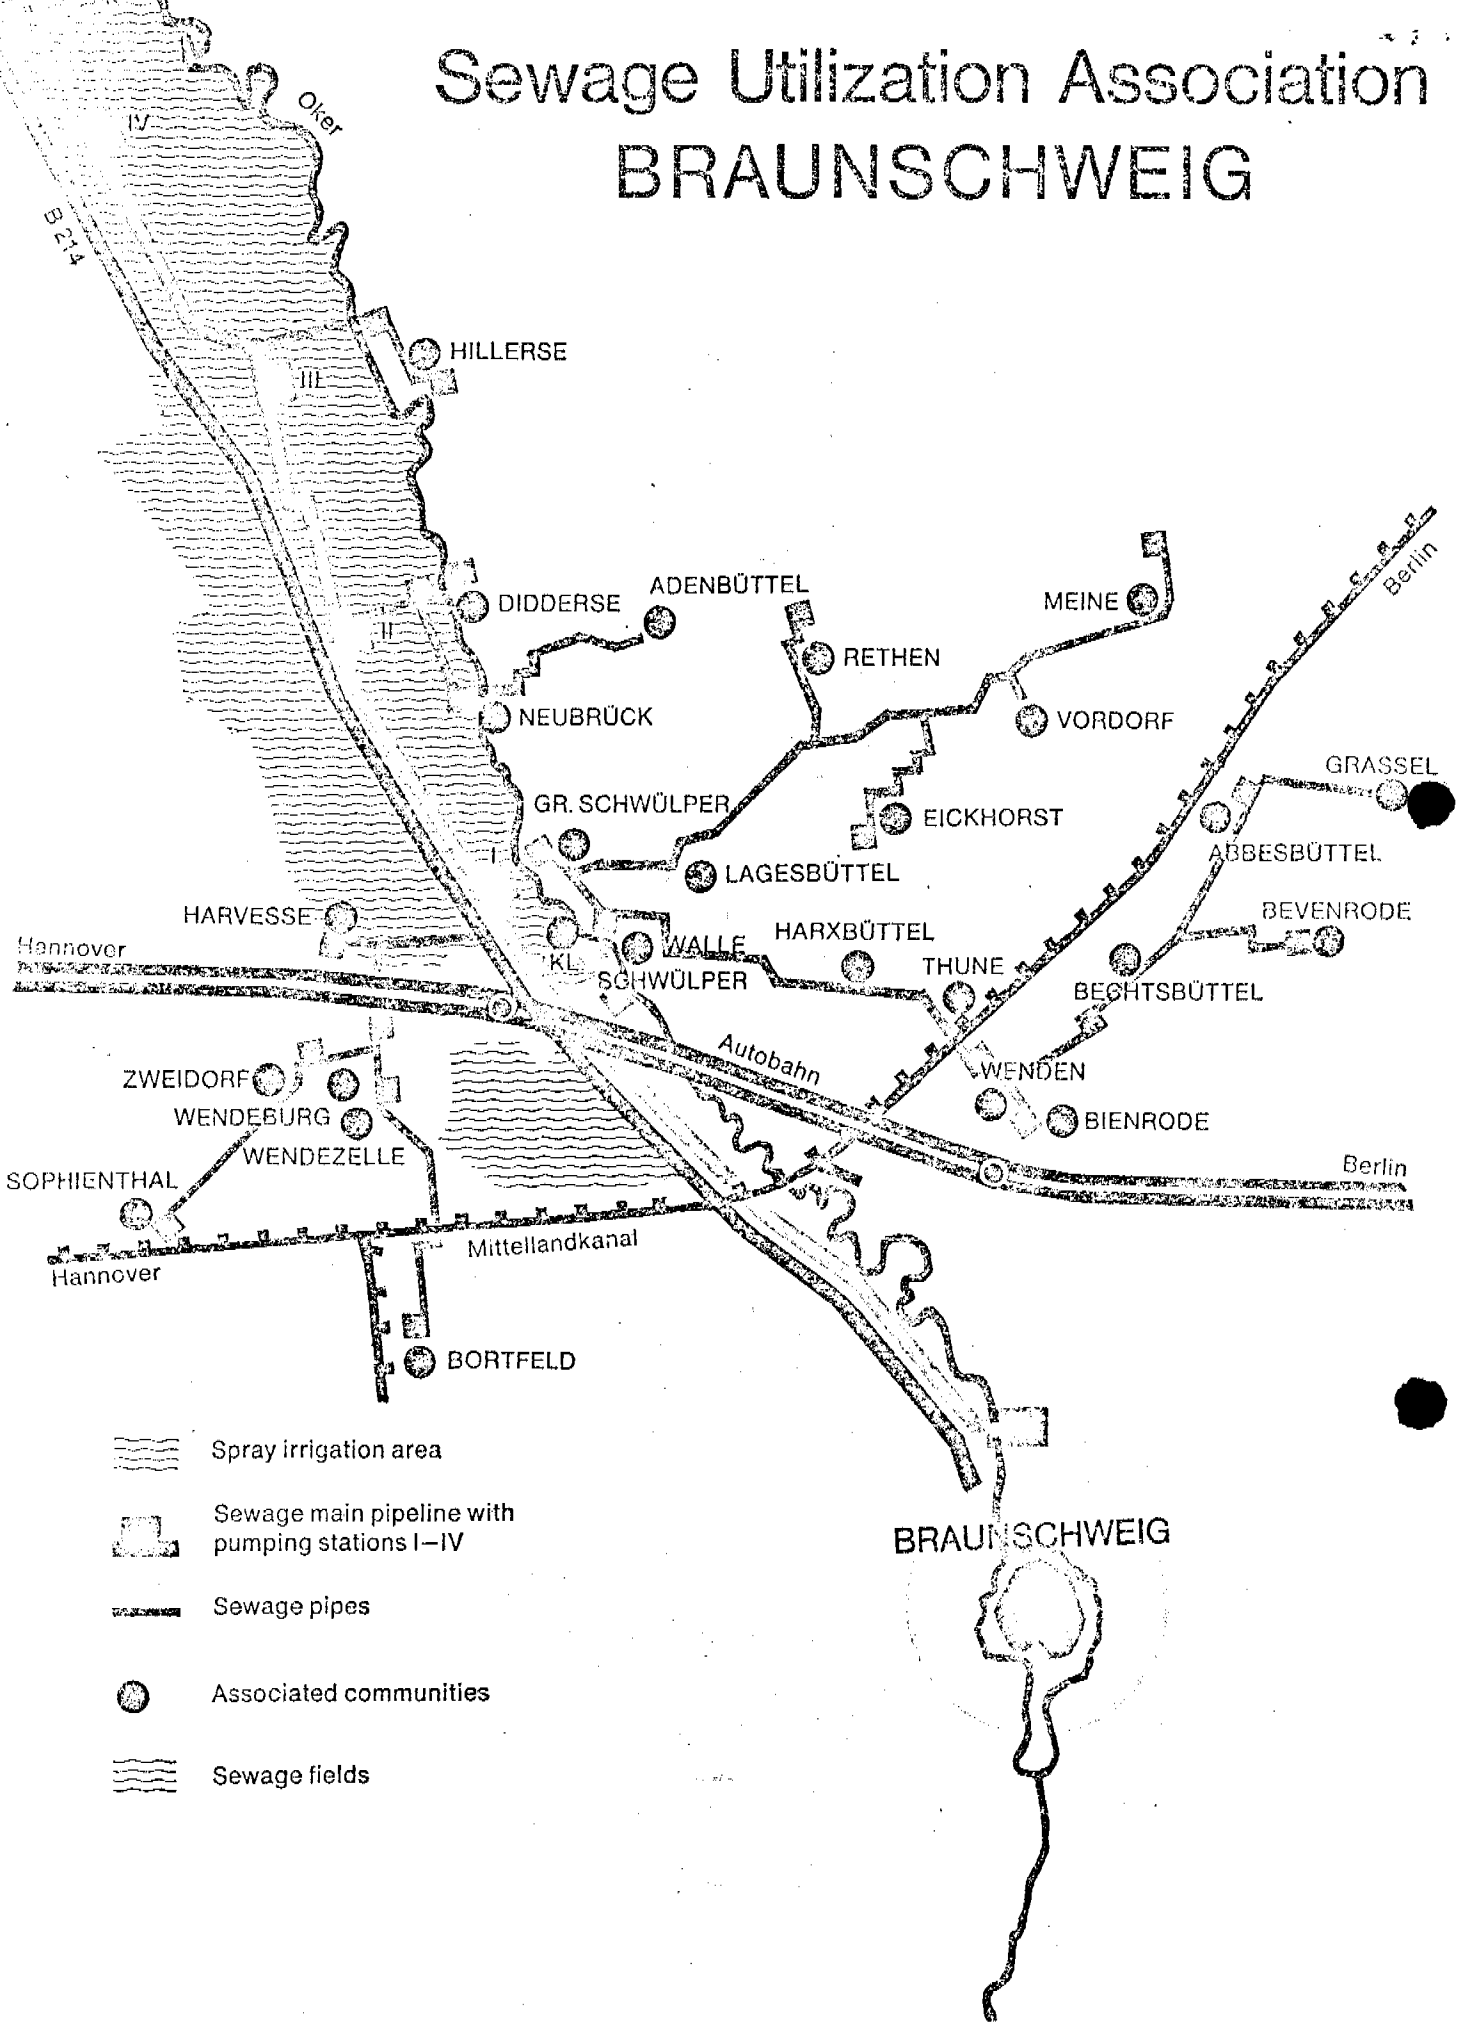 Sewage Utilization Association
BRAUNSCHWEIG
Oker
IV
B 214
HILLERSE
III
Berlin
ADENBÜTTEL
DIDDERSE
MEINE
II
RETHEN
NEUBRÜCK
VORDORF
GRASSEL
GR. SCHWÜLPER
EICKHORST
I
ABBESBÜTTEL
LAGESBÜTTEL
HARVESSE
BEVENRODE
Hannover
WALLE
HARXBÜTTEL
KL.
SCHWÜLPER
THUNE
BECHTSBÜTTEL
Autobahn
ZWEIDORF
WENDEN
WENDEBURG
BIENRODE
WENDEZELLE
SOPHIENTHAL
Berlin
Mittellandkanal
Hannover
BORTFELD
Spray irrigation area
Sewage main pipeline with
pumping stations I–IV
BRAUNSCHWEIG
Sewage pipes
Associated communities
Sewage fields